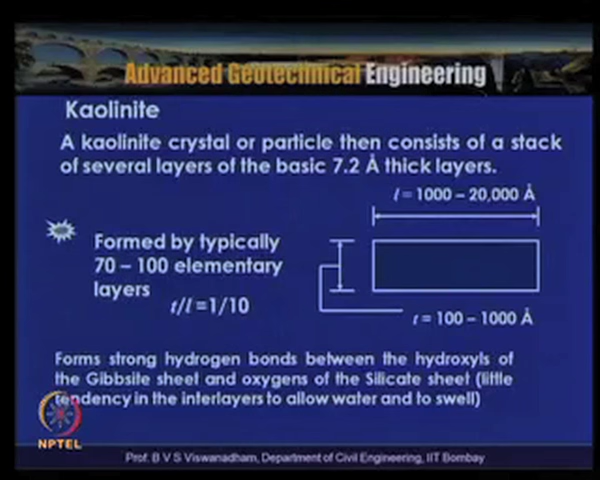 Advanced Geotechnical Engineering
Kaolinite
A kaolinite crystal or particle then consists of a stack
of several layers of the basic 7.2 Å thick layers.
l = 1000 – 20,000 Å
Formed by typically
70 – 100 elementary
layers
t/l =1/10
t = 100 – 1000 Å
Forms strong hydrogen bonds between the hydroxyls of
the Gibbsite sheet and oxygens of the Silicate sheet (little
tendency in the interlayers to allow water and to swell)
NPTEL
Prof. B V S Viswanadham, Department of Civil Engineering, IIT Bombay